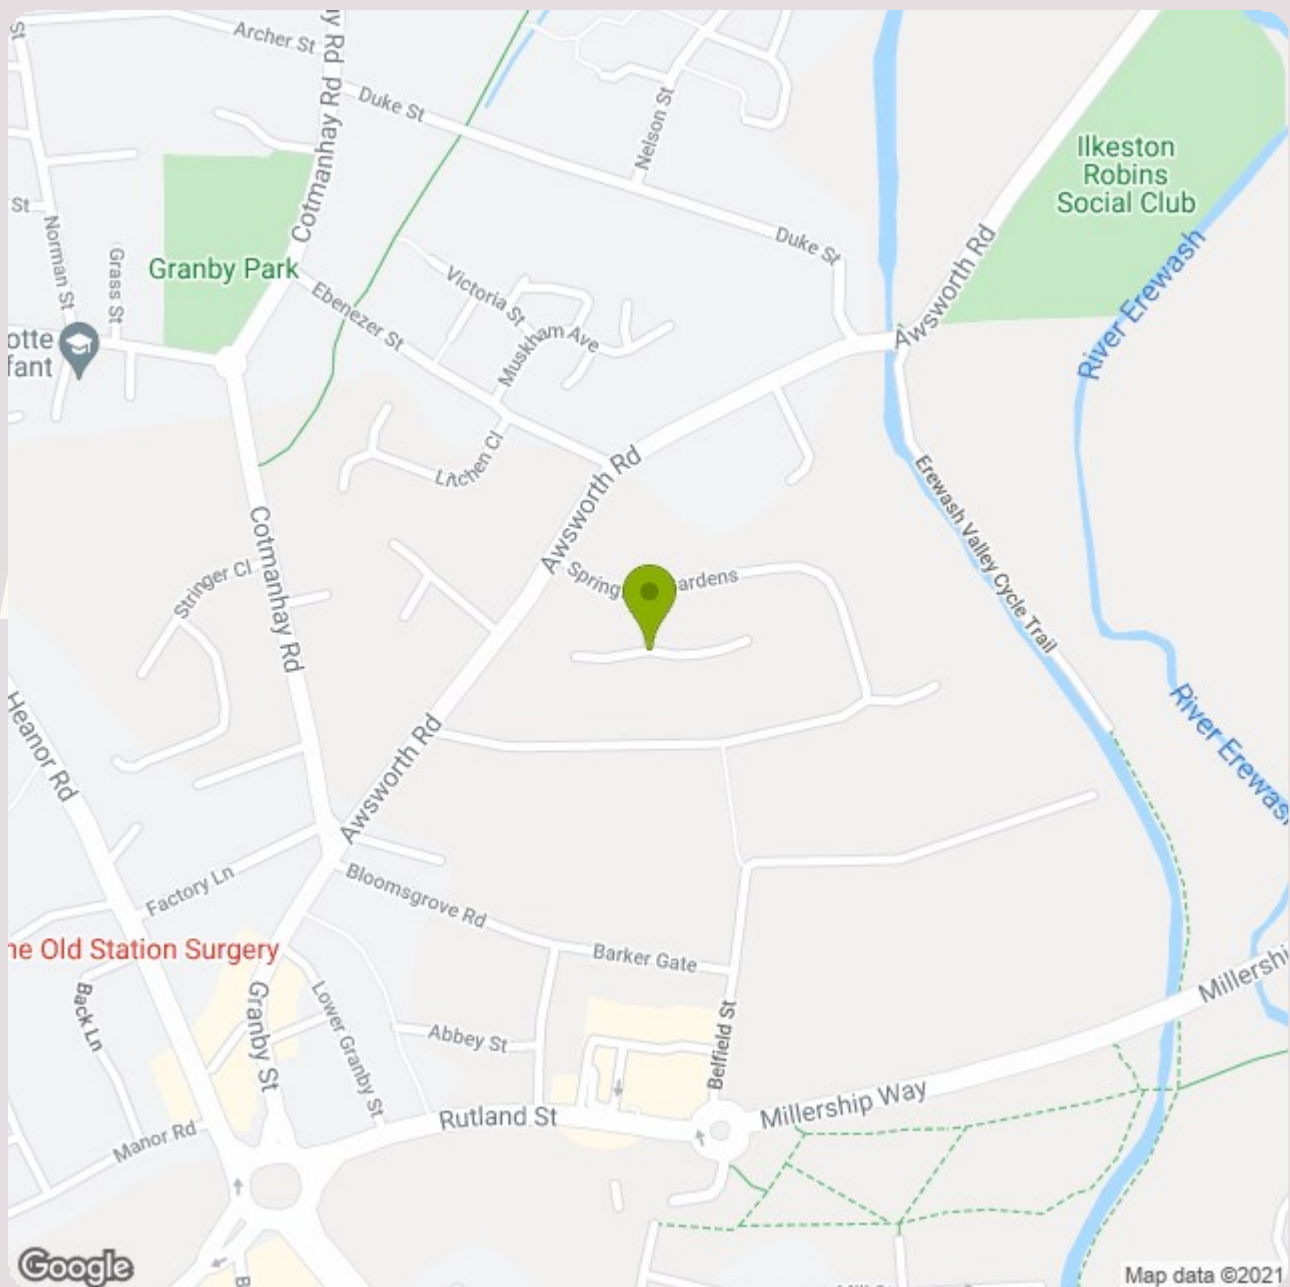 St
Archer St
Cotmanhay Rd
Duke St
Nelson St
Ilkeston
Robins
Social Club
St
Norman St
Grass St
Granby Park
Cotmanhay Rd
Duke St
Awsworth Rd
River Erewash
Victoria St
Ebenezer St
Muskham Ave
Litchen Cl
Awsworth Rd
Erewash Valley Cycle Trail
Stringer Cl
Cotmanhay Rd
Spring
ardens
Heanor Rd
Awsworth Rd
River Erewash
Factory Ln
Bloomsgrove Rd
Barker Gate
ne Old Station Surgery
Back Ln
Granby St
Lower Granby St
Abbey St
Belfield St
Millership Way
Millershi
Rutland St
Manor Rd
Google
Map data ©2021